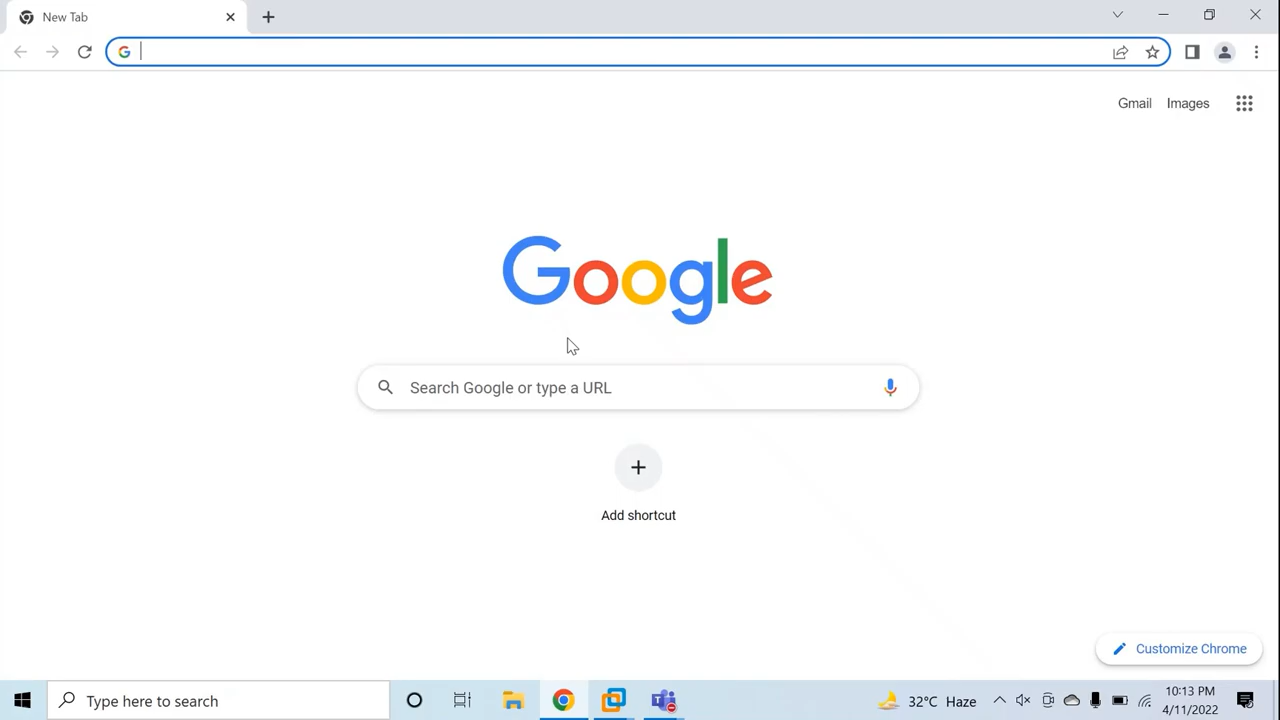 New Tab
Gmail Images
Google
Search Google or type a URL
Add shortcut
Customize Chrome
Type here to search
32°C Haze
10:13 PM
4/11/2022